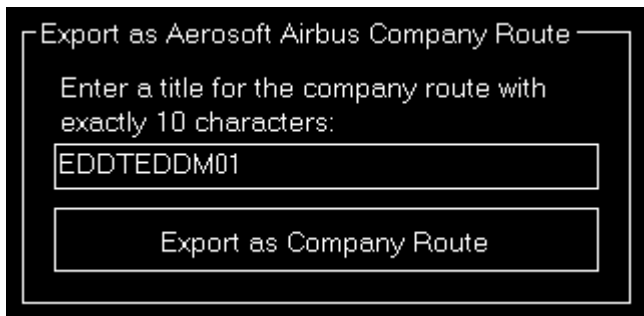 Export as Aerosoft Airbus Company Route
Enter a title for the company route with
exactly 10 characters:
EDDTEDDM01
Export as Company Route